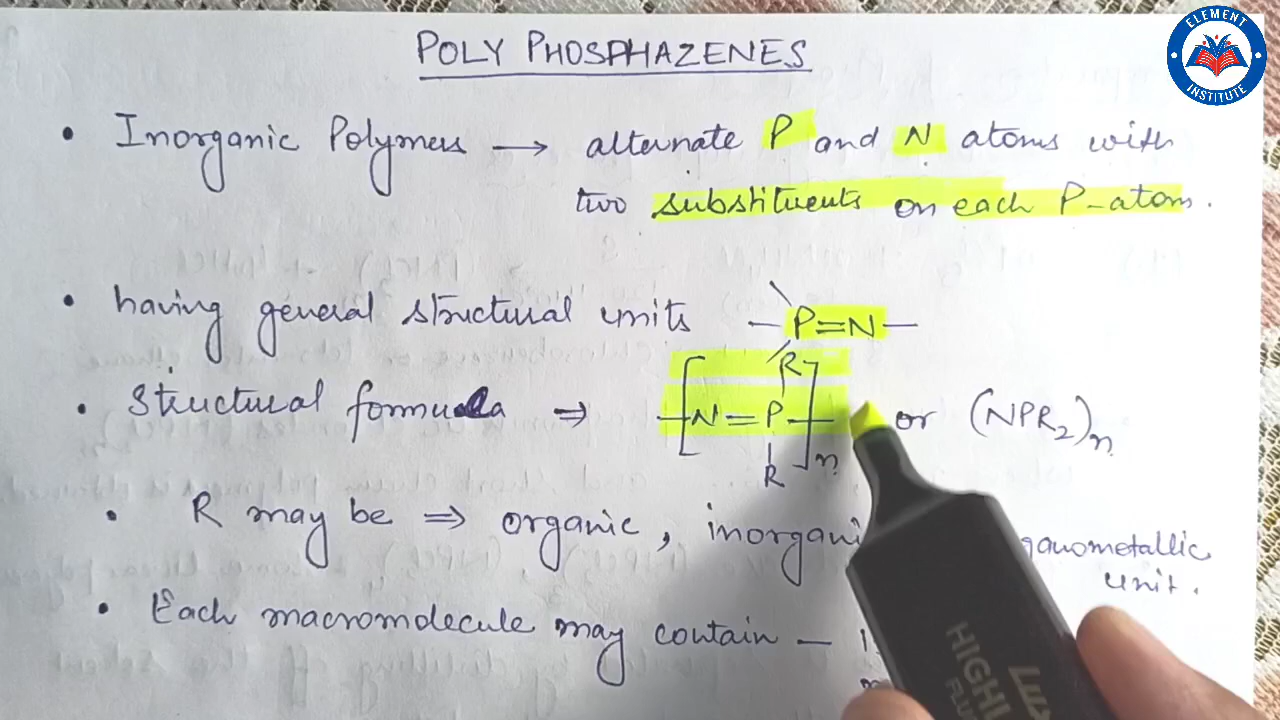 ELEMENT
INSTITUTE
POLY PHOSPHAZENES
• Inorganic Polymers → alternate P and N atoms with
two substituents on each P-atom.
• having general structural units —P=N—
• Structural formula ⇒ [N=P]n or (NPR2)n
R
R
• R may be ⇒ organic,
unit.
• Each macromolecule may contain —
HIGHLI